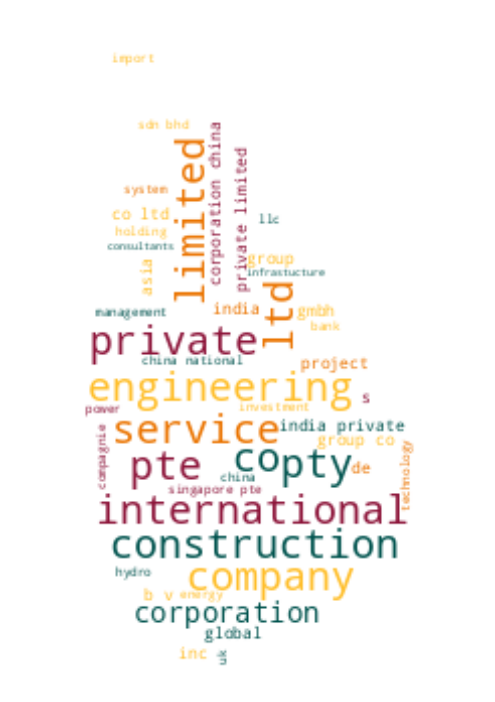 import
sdn bhd
limited
corporation china
private limited
system
co ltd
llc
holding
consultants
asia
group
infrastucture
ltd
management
india
gmbh
bank
private
china national
project
engineering
s
power
investment
service
india private
compagnie
group co
technology
pte
co
pty
de
china
singapore pte
international
construction
hydro
company
b v
energy
corporation
global
inc
uk